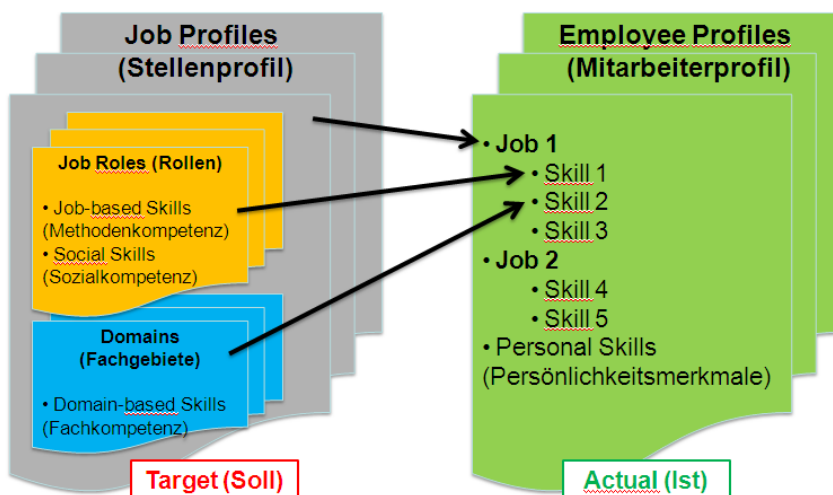 Job Profiles
(Stellenprofil)
Job Roles (Rollen)
• Job-based Skills
(Methodenkompetenz)
• Social Skills
(Sozialkompetenz)
Domains
(Fachgebiete)
• Domain-based Skills
(Fachkompetenz)
Target (Soll)
Employee Profiles
(Mitarbeiterprofil)
• Job 1
• Skill 1
• Skill 2
• Skill 3
• Job 2
• Skill 4
• Skill 5
• Personal Skills
(Persönlichkeitsmerkmale)
Actual (Ist)